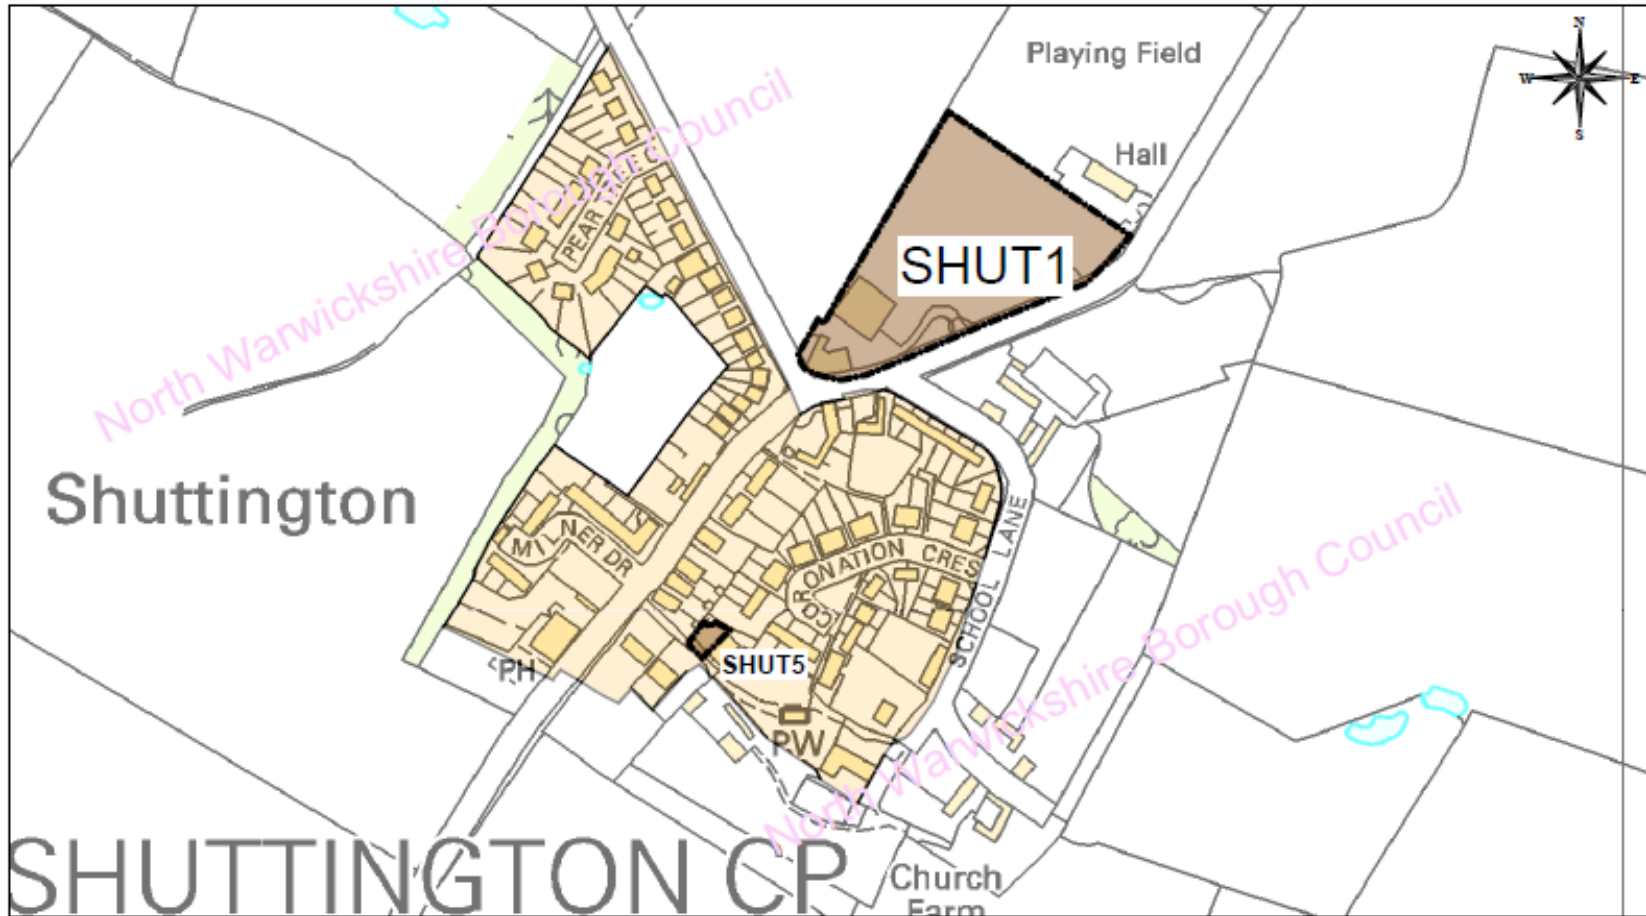 N
W
E
S
Playing Field
Hall
North Warwickshire Borough Council
SHUT1
PEAR
Shuttington
MILNER DR
CORONATION CRES
SCHOOL LANE
SHUT5
PH
PW
North Warwickshire Borough Council
SHUTTINGTON CP
Church
Farm